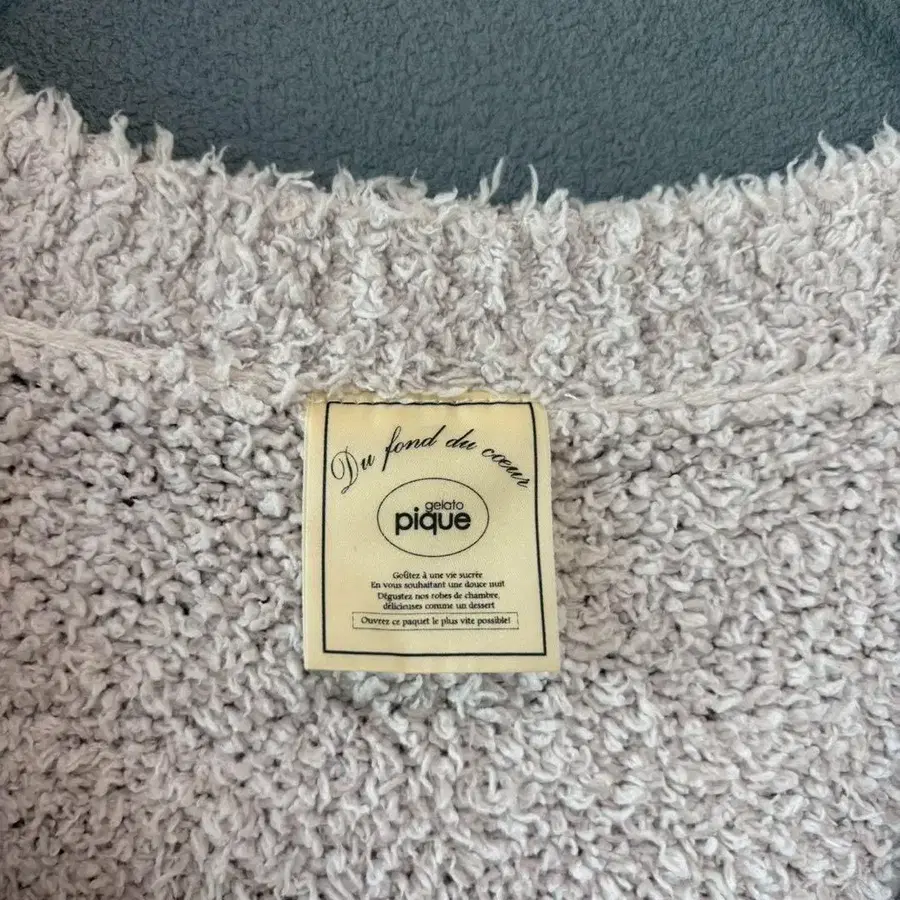 Du fond du cœur
gelato
pique
Goûtez à une vie sucrée
En vous souhaitant une douce nuit
Dégustez nos robes de chambre,
délicieuses comme un dessert
Ouvrez ce paquet le plus vite possible!